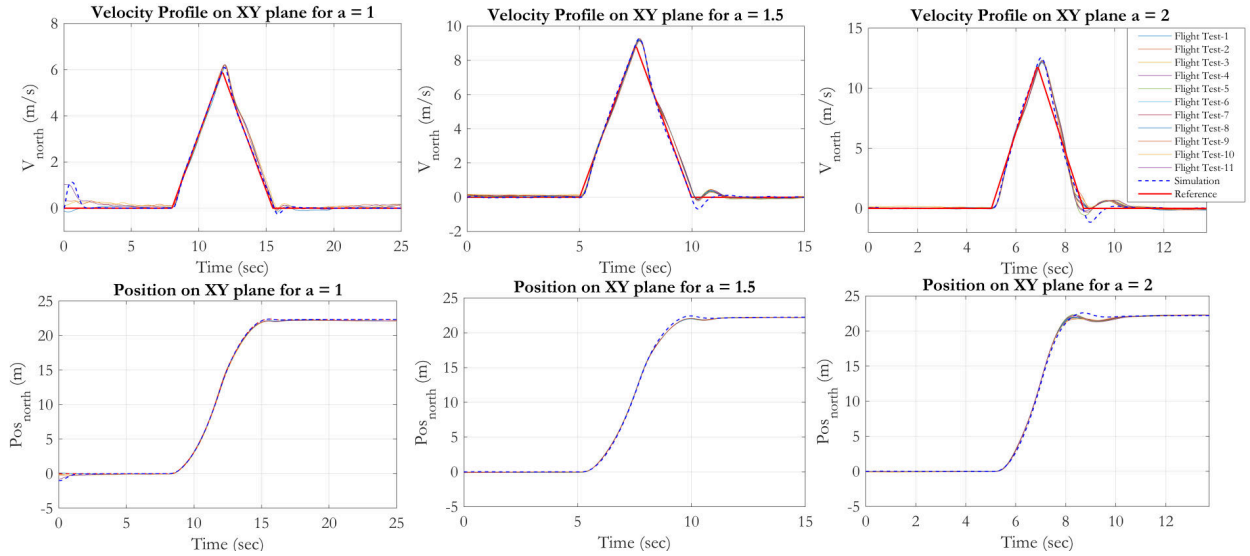 Velocity Profile on XY plane for a = 1
V_north (m/s)
8
6
4
2
0
0 5 10 15 20 25
Time (sec)
Velocity Profile on XY plane for a = 1.5
V_north (m/s)
10
8
6
4
2
0
-2
0 5 10 15
Time (sec)
Velocity Profile on XY plane a = 2
V_north (m/s)
15
10
5
0
0 2 4 6 8 10 12
Time (sec)
Flight Test-1
Flight Test-2
Flight Test-3
Flight Test-4
Flight Test-5
Flight Test-6
Flight Test-7
Flight Test-8
Flight Test-9
Flight Test-10
Flight Test-11
Simulation
Reference
Position on XY plane for a = 1
Pos_north (m)
25
20
15
10
5
0
-5
0 5 10 15 20 25
Time (sec)
Position on XY plane for a = 1.5
Pos_north (m)
25
20
15
10
5
0
-5
0 5 10 15
Time (sec)
Position on XY plane for a = 2
Pos_north (m)
25
20
15
10
5
0
-5
0 2 4 6 8 10 12
Time (sec)